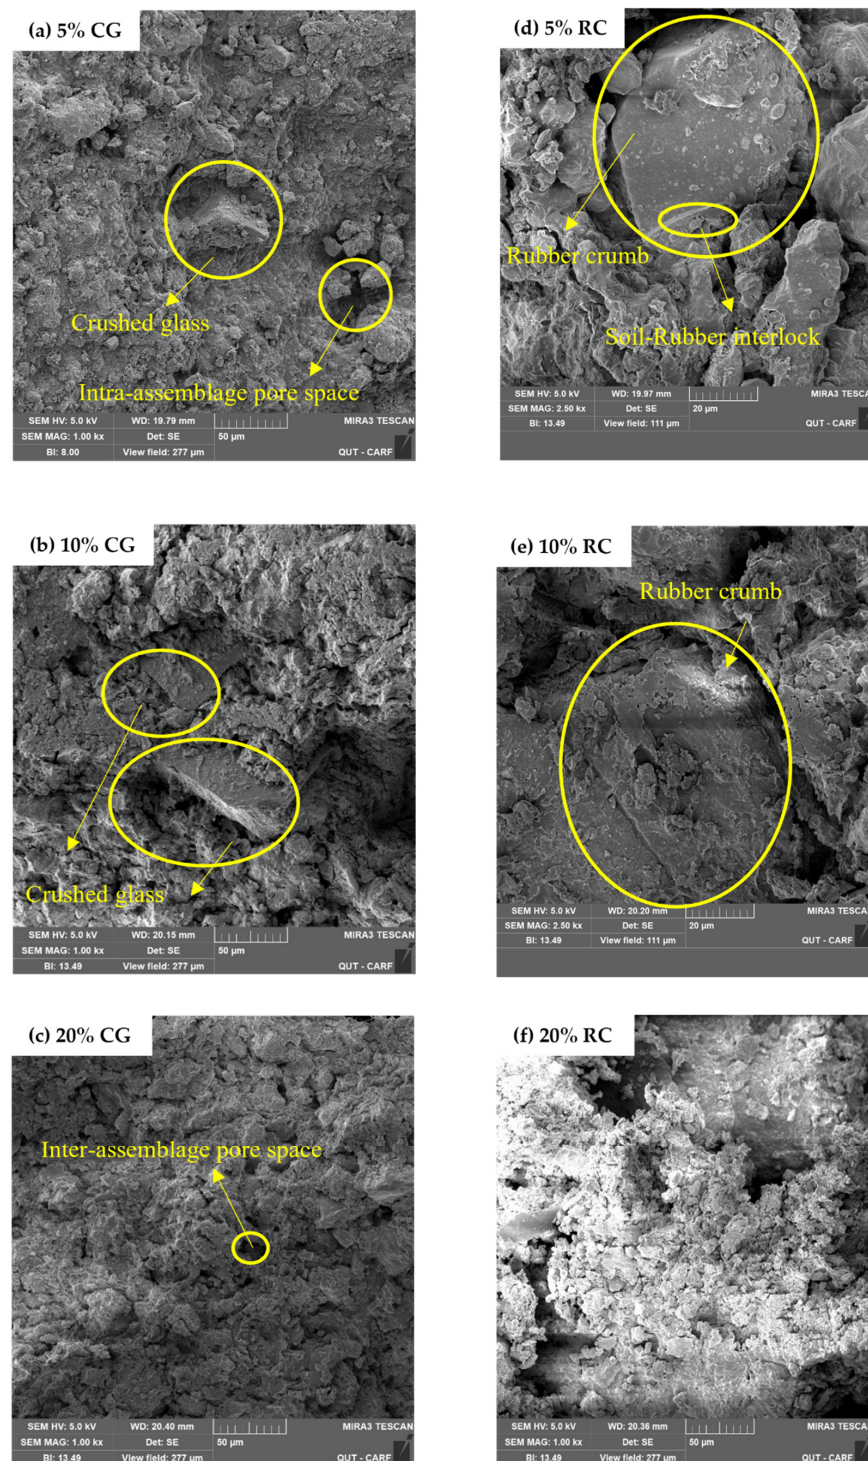 (a) 5% CG
Crushed glass
Intra-assemblage pore space
SEM HV: 5.0 kV WD: 19.79 mm MIRA3 TESCAN
SEM MAG: 1.00 kx Det: SE 50 µm
BI: 8.00 View field: 277 µm QUT - CARF
(d) 5% RC
Rubber crumb
Soil-Rubber interlock
SEM HV: 5.0 kV WD: 19.97 mm MIRA3 TESCA
SEM MAG: 2.50 kx Det: SE 20 µm
BI: 13.49 View field: 111 µm QUT - CARF
(b) 10% CG
Crushed glass
SEM HV: 5.0 kV WD: 20.15 mm MIRA3 TESCAN
SEM MAG: 1.00 kx Det: SE 50 µm
BI: 13.49 View field: 277 µm QUT - CARF
(e) 10% RC
Rubber crumb
SEM HV: 5.0 kV WD: 20.20 mm MIRA3 TESCA
SEM MAG: 2.50 kx Det: SE 20 µm
BI: 13.49 View field: 111 µm QUT - CARF
(c) 20% CG
Inter-assemblage pore space
SEM HV: 5.0 kV WD: 20.40 mm MIRA3 TESCAN
SEM MAG: 1.00 kx Det: SE 50 µm
BI: 13.49 View field: 277 µm QUT - CARF
(f) 20% RC
SEM HV: 5.0 kV WD: 20.36 mm MIRA3 TESCA
SEM MAG: 1.00 kx Det: SE 50 µm
BI: 13.49 View field: 277 µm QUT - CARF